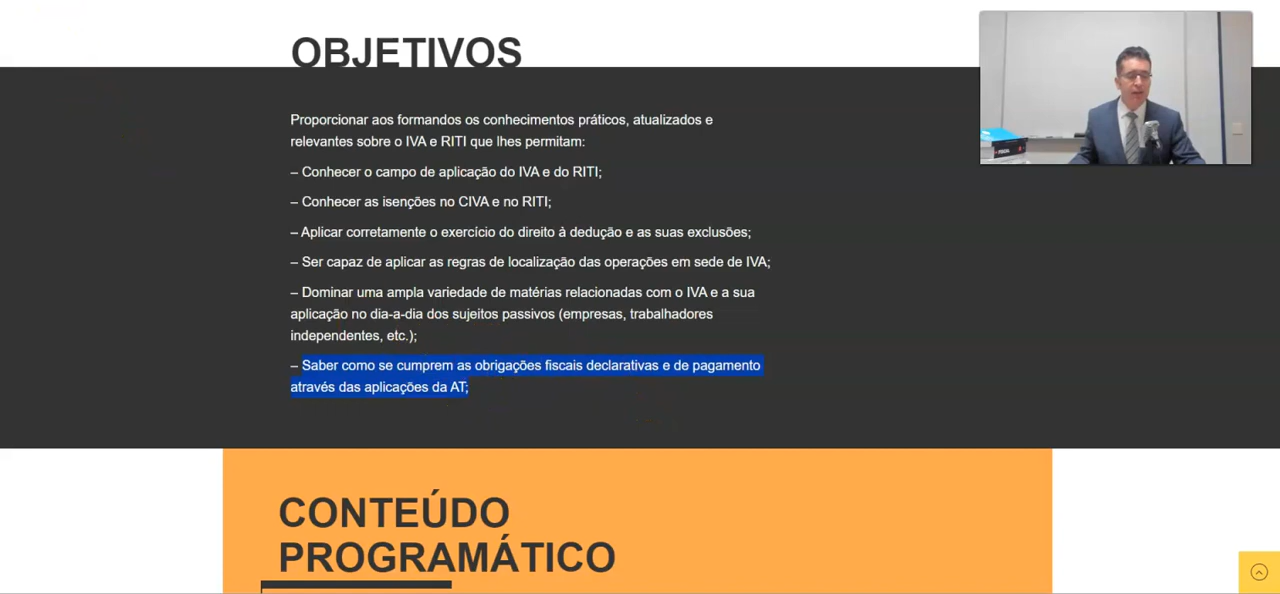 OBJETIVOS
Proporcionar aos formandos os conhecimentos práticos, atualizados e
relevantes sobre o IVA e RITI que lhes permitam:
– Conhecer o campo de aplicação do IVA e do RITI;
– Conhecer as isenções no CIVA e no RITI;
– Aplicar corretamente o exercício do direito à dedução e as suas exclusões;
– Ser capaz de aplicar as regras de localização das operações em sede de IVA;
– Dominar uma ampla variedade de matérias relacionadas com o IVA e a sua
aplicação no dia-a-dia dos sujeitos passivos (empresas, trabalhadores
independentes, etc.);
– Saber como se cumprem as obrigações fiscais declarativas e de pagamento
através das aplicações da AT;
CONTEÚDO
PROGRAMÁTICO